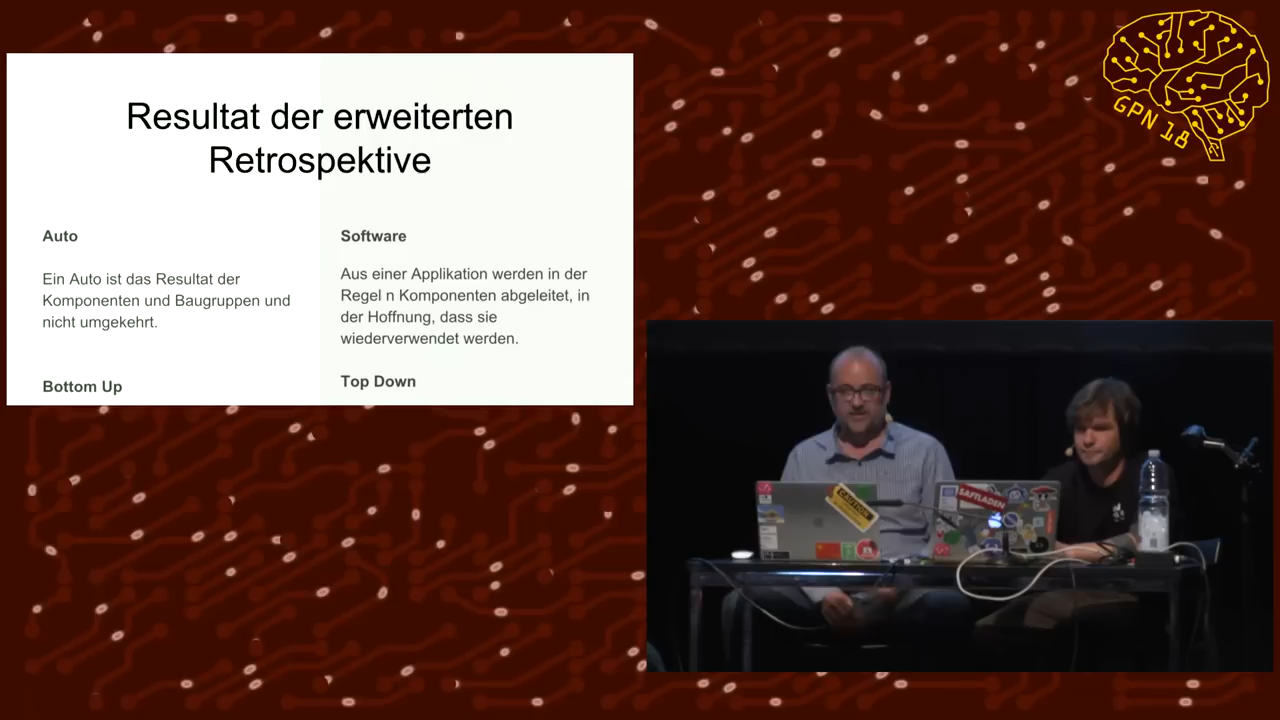 Resultat der erweiterten
Retrospektive
Auto
Ein Auto ist das Resultat der
Komponenten und Baugruppen und
nicht umgekehrt.
Bottom Up
Software
Aus einer Applikation werden in der
Regel n Komponenten abgeleitet, in
der Hoffnung, dass sie
wiederverwendet werden.
Top Down
GPN 18
CAUTION
SAFTLADEN